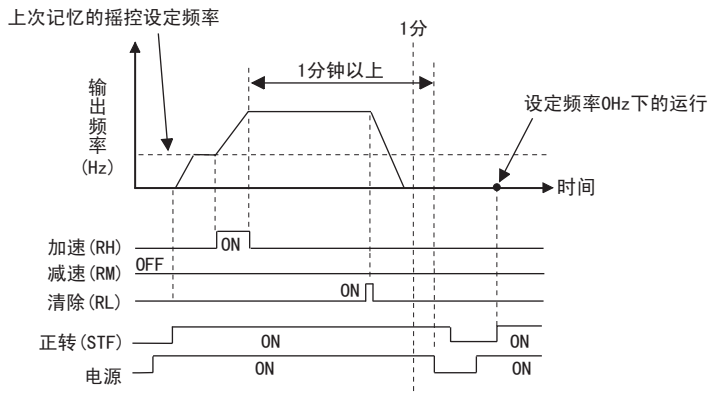 上次记忆的摇控设定频率
1分
1分钟以上
设定频率0Hz下的运行
输出频率
(Hz)
时间
加速(RH)
ON
减速(RM)
OFF
清除(RL)
ON
正转(STF)
ON
ON
电源
ON
ON